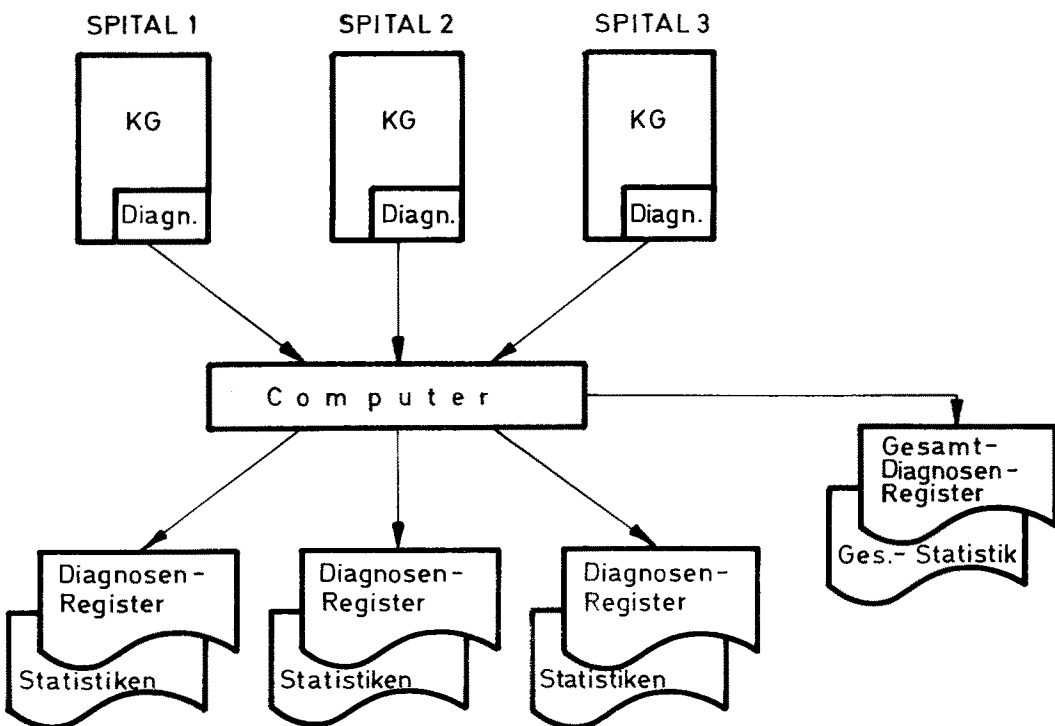 SPITAL 1
SPITAL 2
SPITAL 3
KG
KG
KG
Diagn.
Diagn.
Diagn.
Computer
Gesamt-
Diagnosen-
Register
Ges.- Statistik
Diagnosen-
Register
Statistiken
Diagnosen-
Register
Statistiken
Diagnosen-
Register
Statistiken